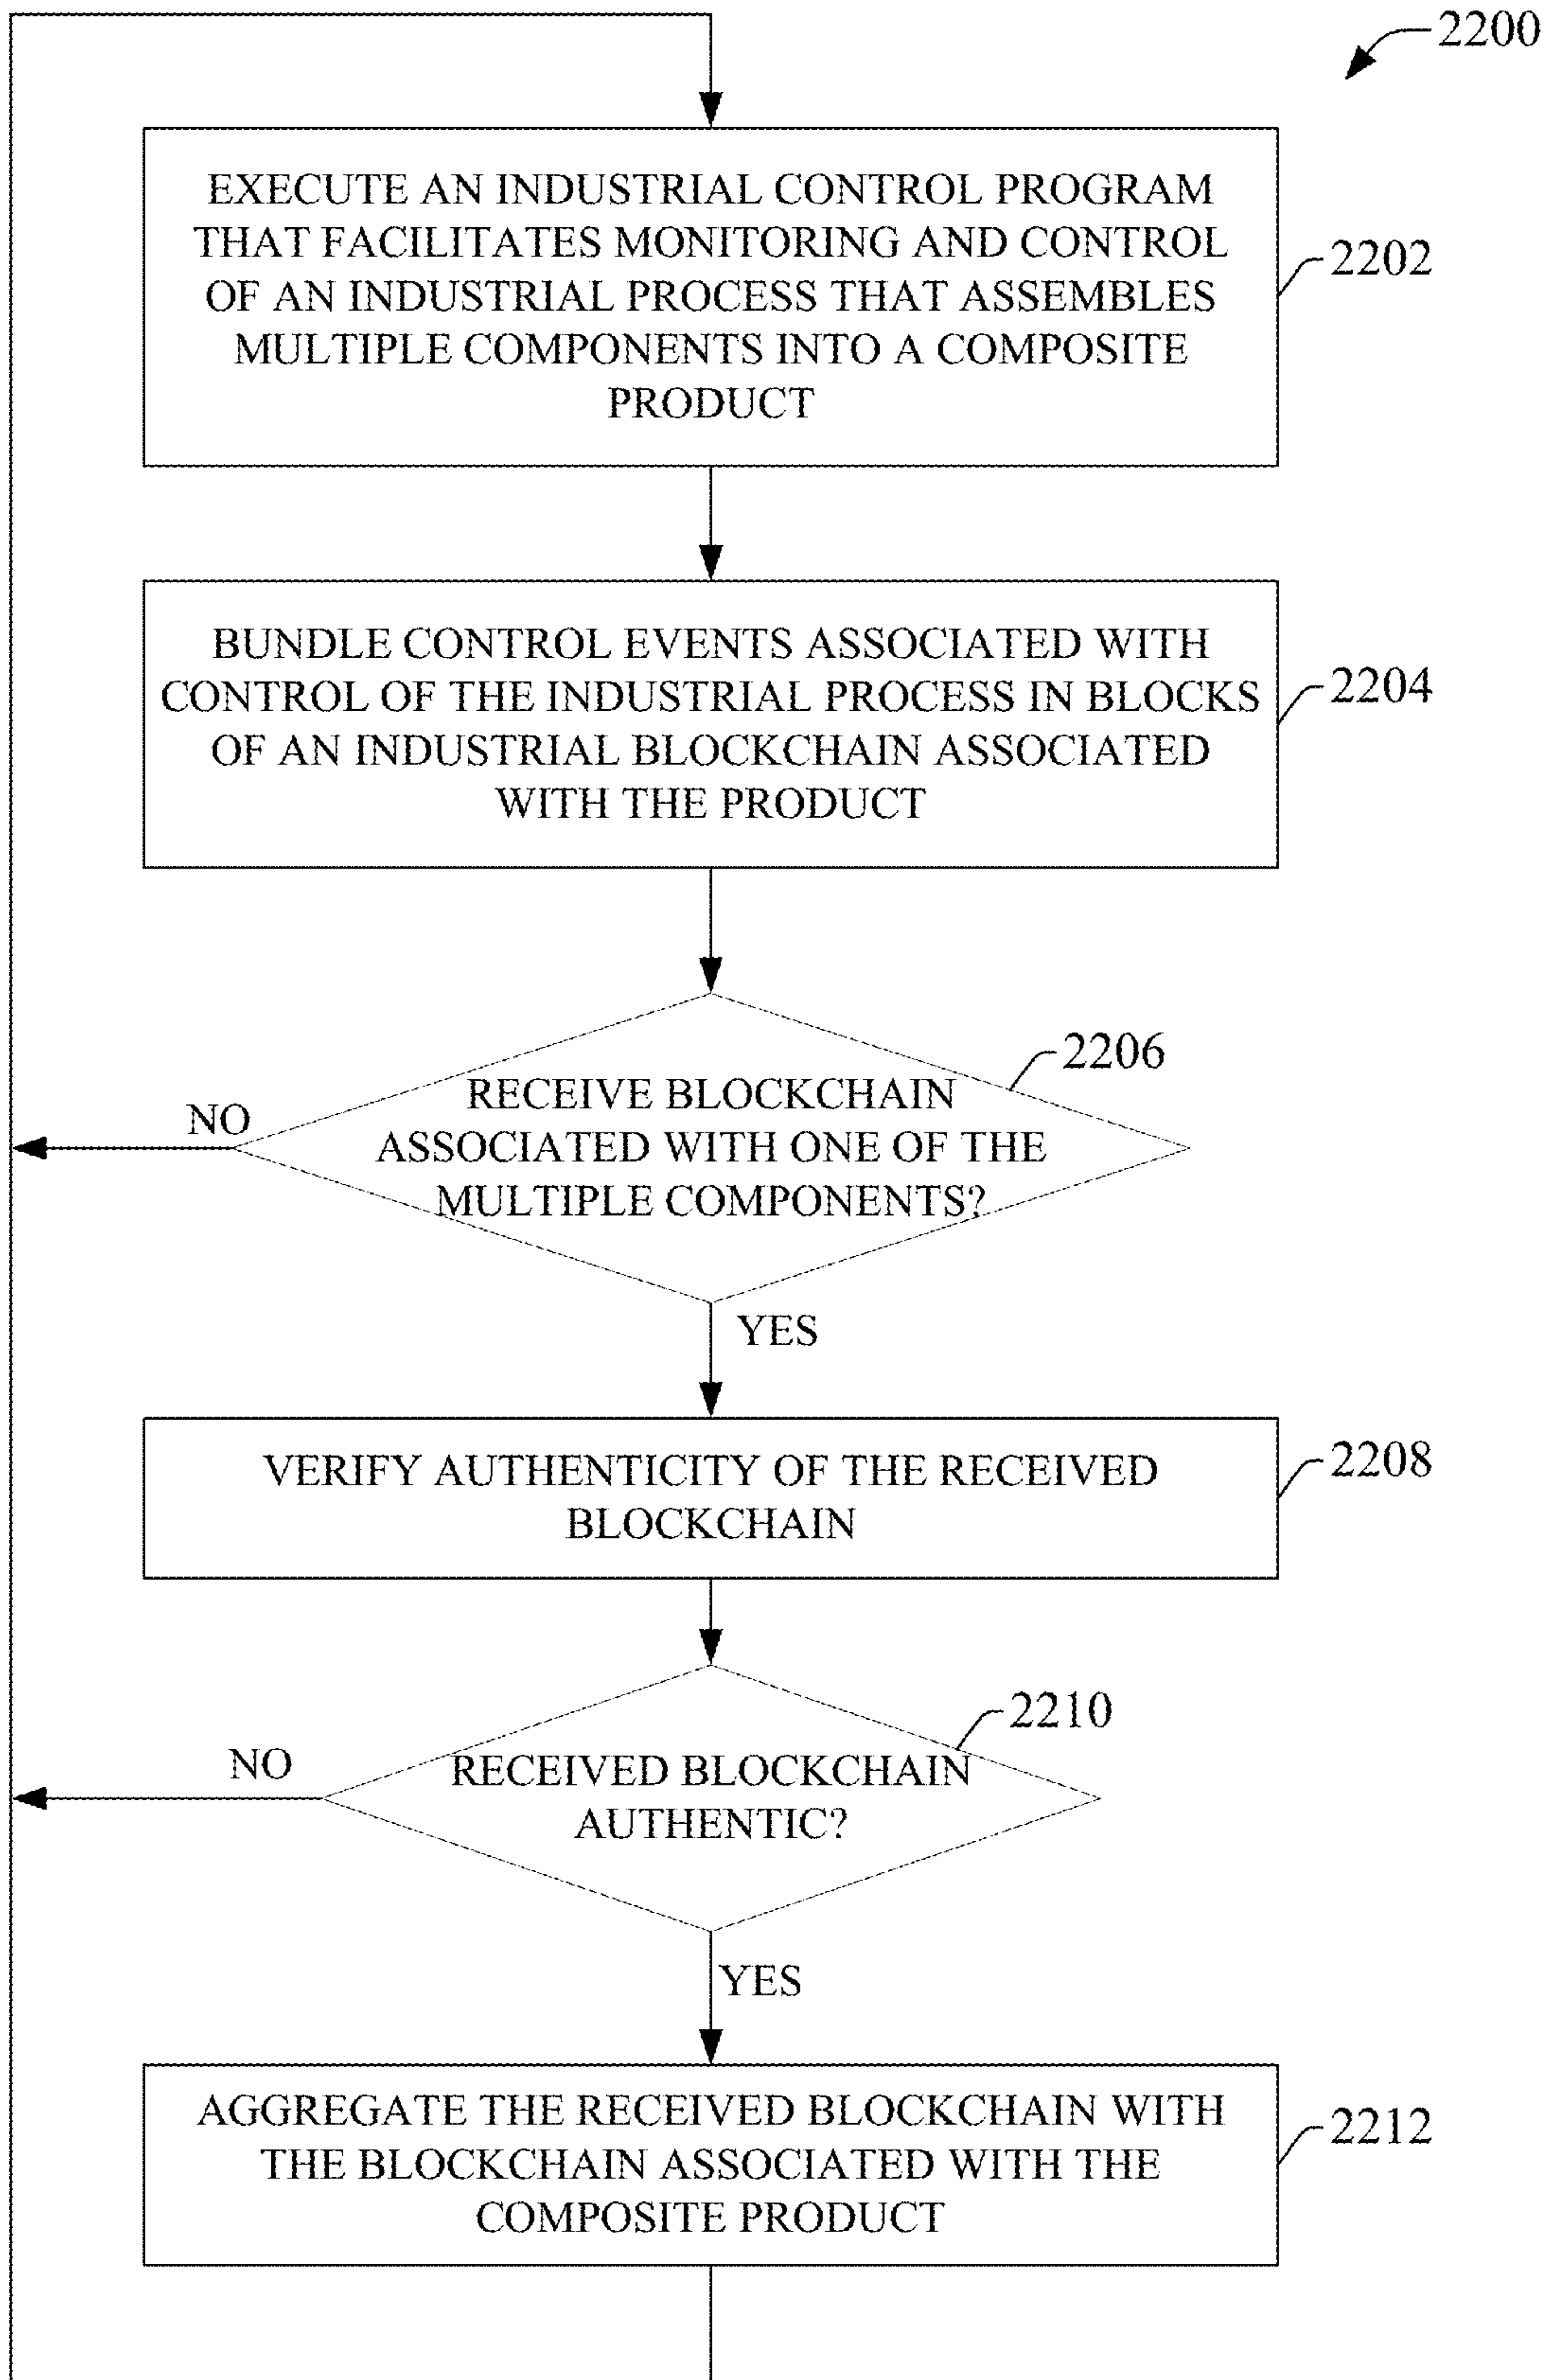 2200
EXECUTE AN INDUSTRIAL CONTROL PROGRAM
THAT FACILITATES MONITORING AND CONTROL
OF AN INDUSTRIAL PROCESS THAT ASSEMBLES
MULTIPLE COMPONENTS INTO A COMPOSITE
PRODUCT
2202
BUNDLE CONTROL EVENTS ASSOCIATED WITH
CONTROL OF THE INDUSTRIAL PROCESS IN BLOCKS
OF AN INDUSTRIAL BLOCKCHAIN ASSOCIATED
WITH THE PRODUCT
2204
2206
RECEIVE BLOCKCHAIN
ASSOCIATED WITH ONE OF THE
MULTIPLE COMPONENTS?
NO
YES
VERIFY AUTHENTICITY OF THE RECEIVED
BLOCKCHAIN
2208
2210
RECEIVED BLOCKCHAIN
AUTHENTIC?
NO
YES
AGGREGATE THE RECEIVED BLOCKCHAIN WITH
THE BLOCKCHAIN ASSOCIATED WITH THE
COMPOSITE PRODUCT
2212